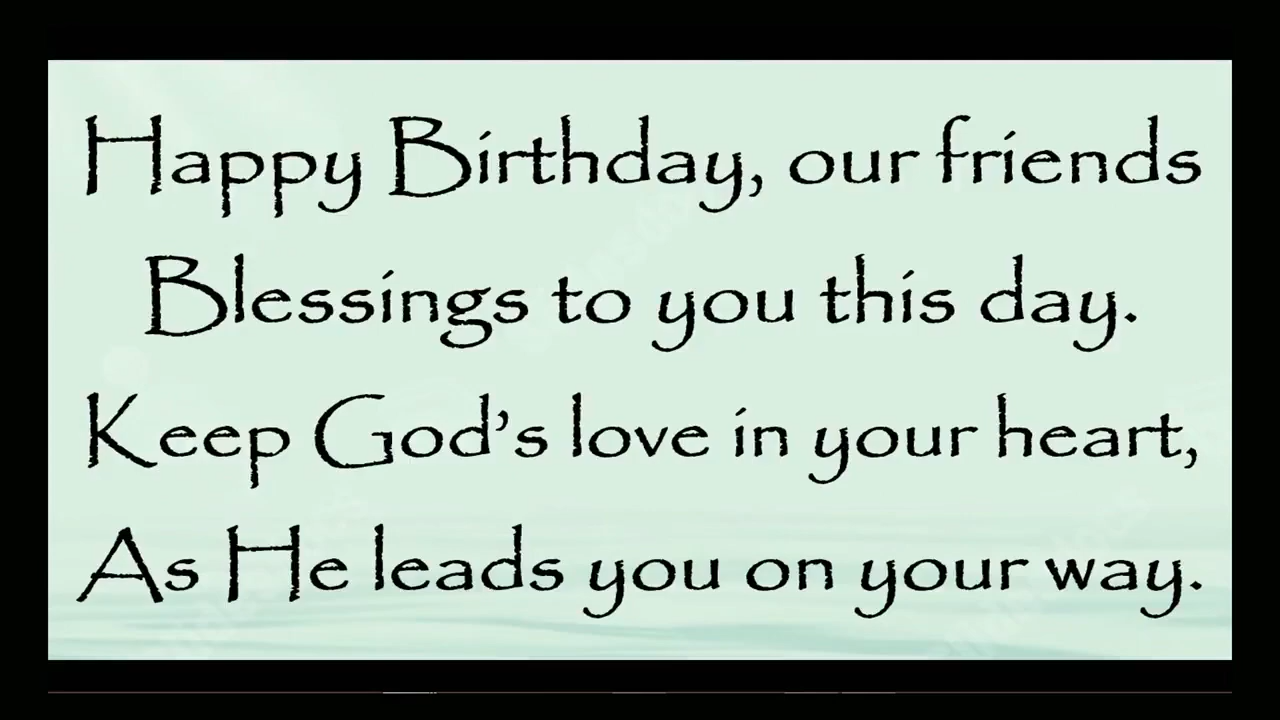 Happy Birthday, our friends
Blessings to you this day.
Keep God’s love in your heart,
As He leads you on your way.